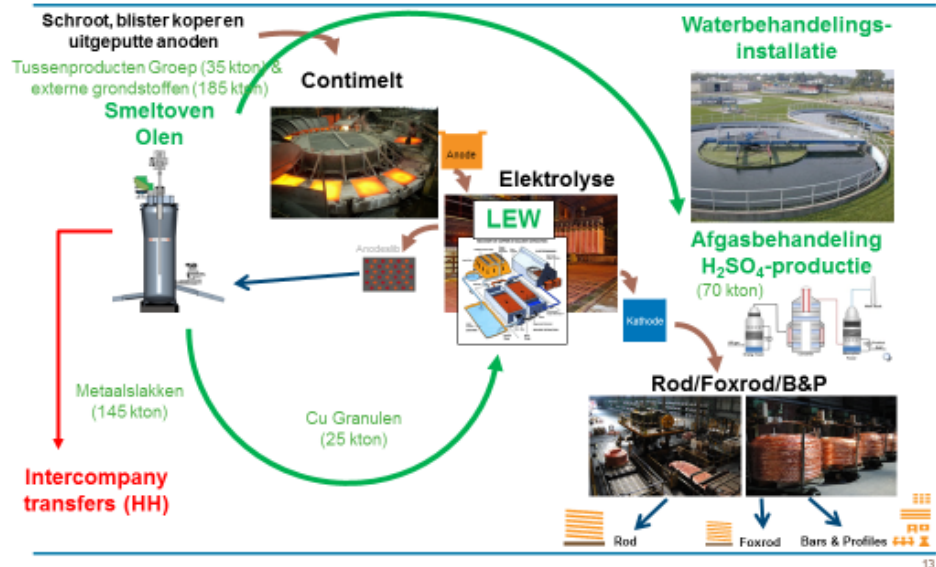 Schroot, blister koper en
uitgeputte anoden
Tussenproducten Groep (35 kton) &
externe grondstoffen (185 kton)
Smeltoven
Olen
Contimelt
Anode
Elektrolyse
LEW
Anodeslib
Kathode
Waterbehandelings-
installatie
Afgasbehandeling
H₂SO₄-productie
(70 kton)
Metaalslakken
(145 kton)
Cu Granulen
(25 kton)
Intercompany
transfers (HH)
Rod/Foxrod/B&P
Rod
Foxrod
Bars & Profiles
13